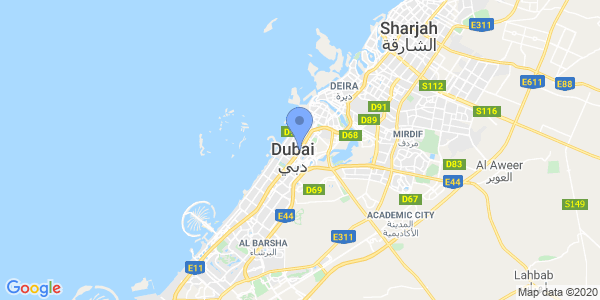 Sharjah
الشارقة
E311
DEIRA
ديرة
S112
E611
E88
D91
S116
D89
D68
MIRDIF
مردف
Dubai
دبي
D83
Al Aweer
العوير
E44
D69
D67
S149
E44
ACADEMIC CITY
المدينة
الأكاديمية
E311
AL BARSHA
البرشاء
E11
Lahbab
Google
Map data ©2020